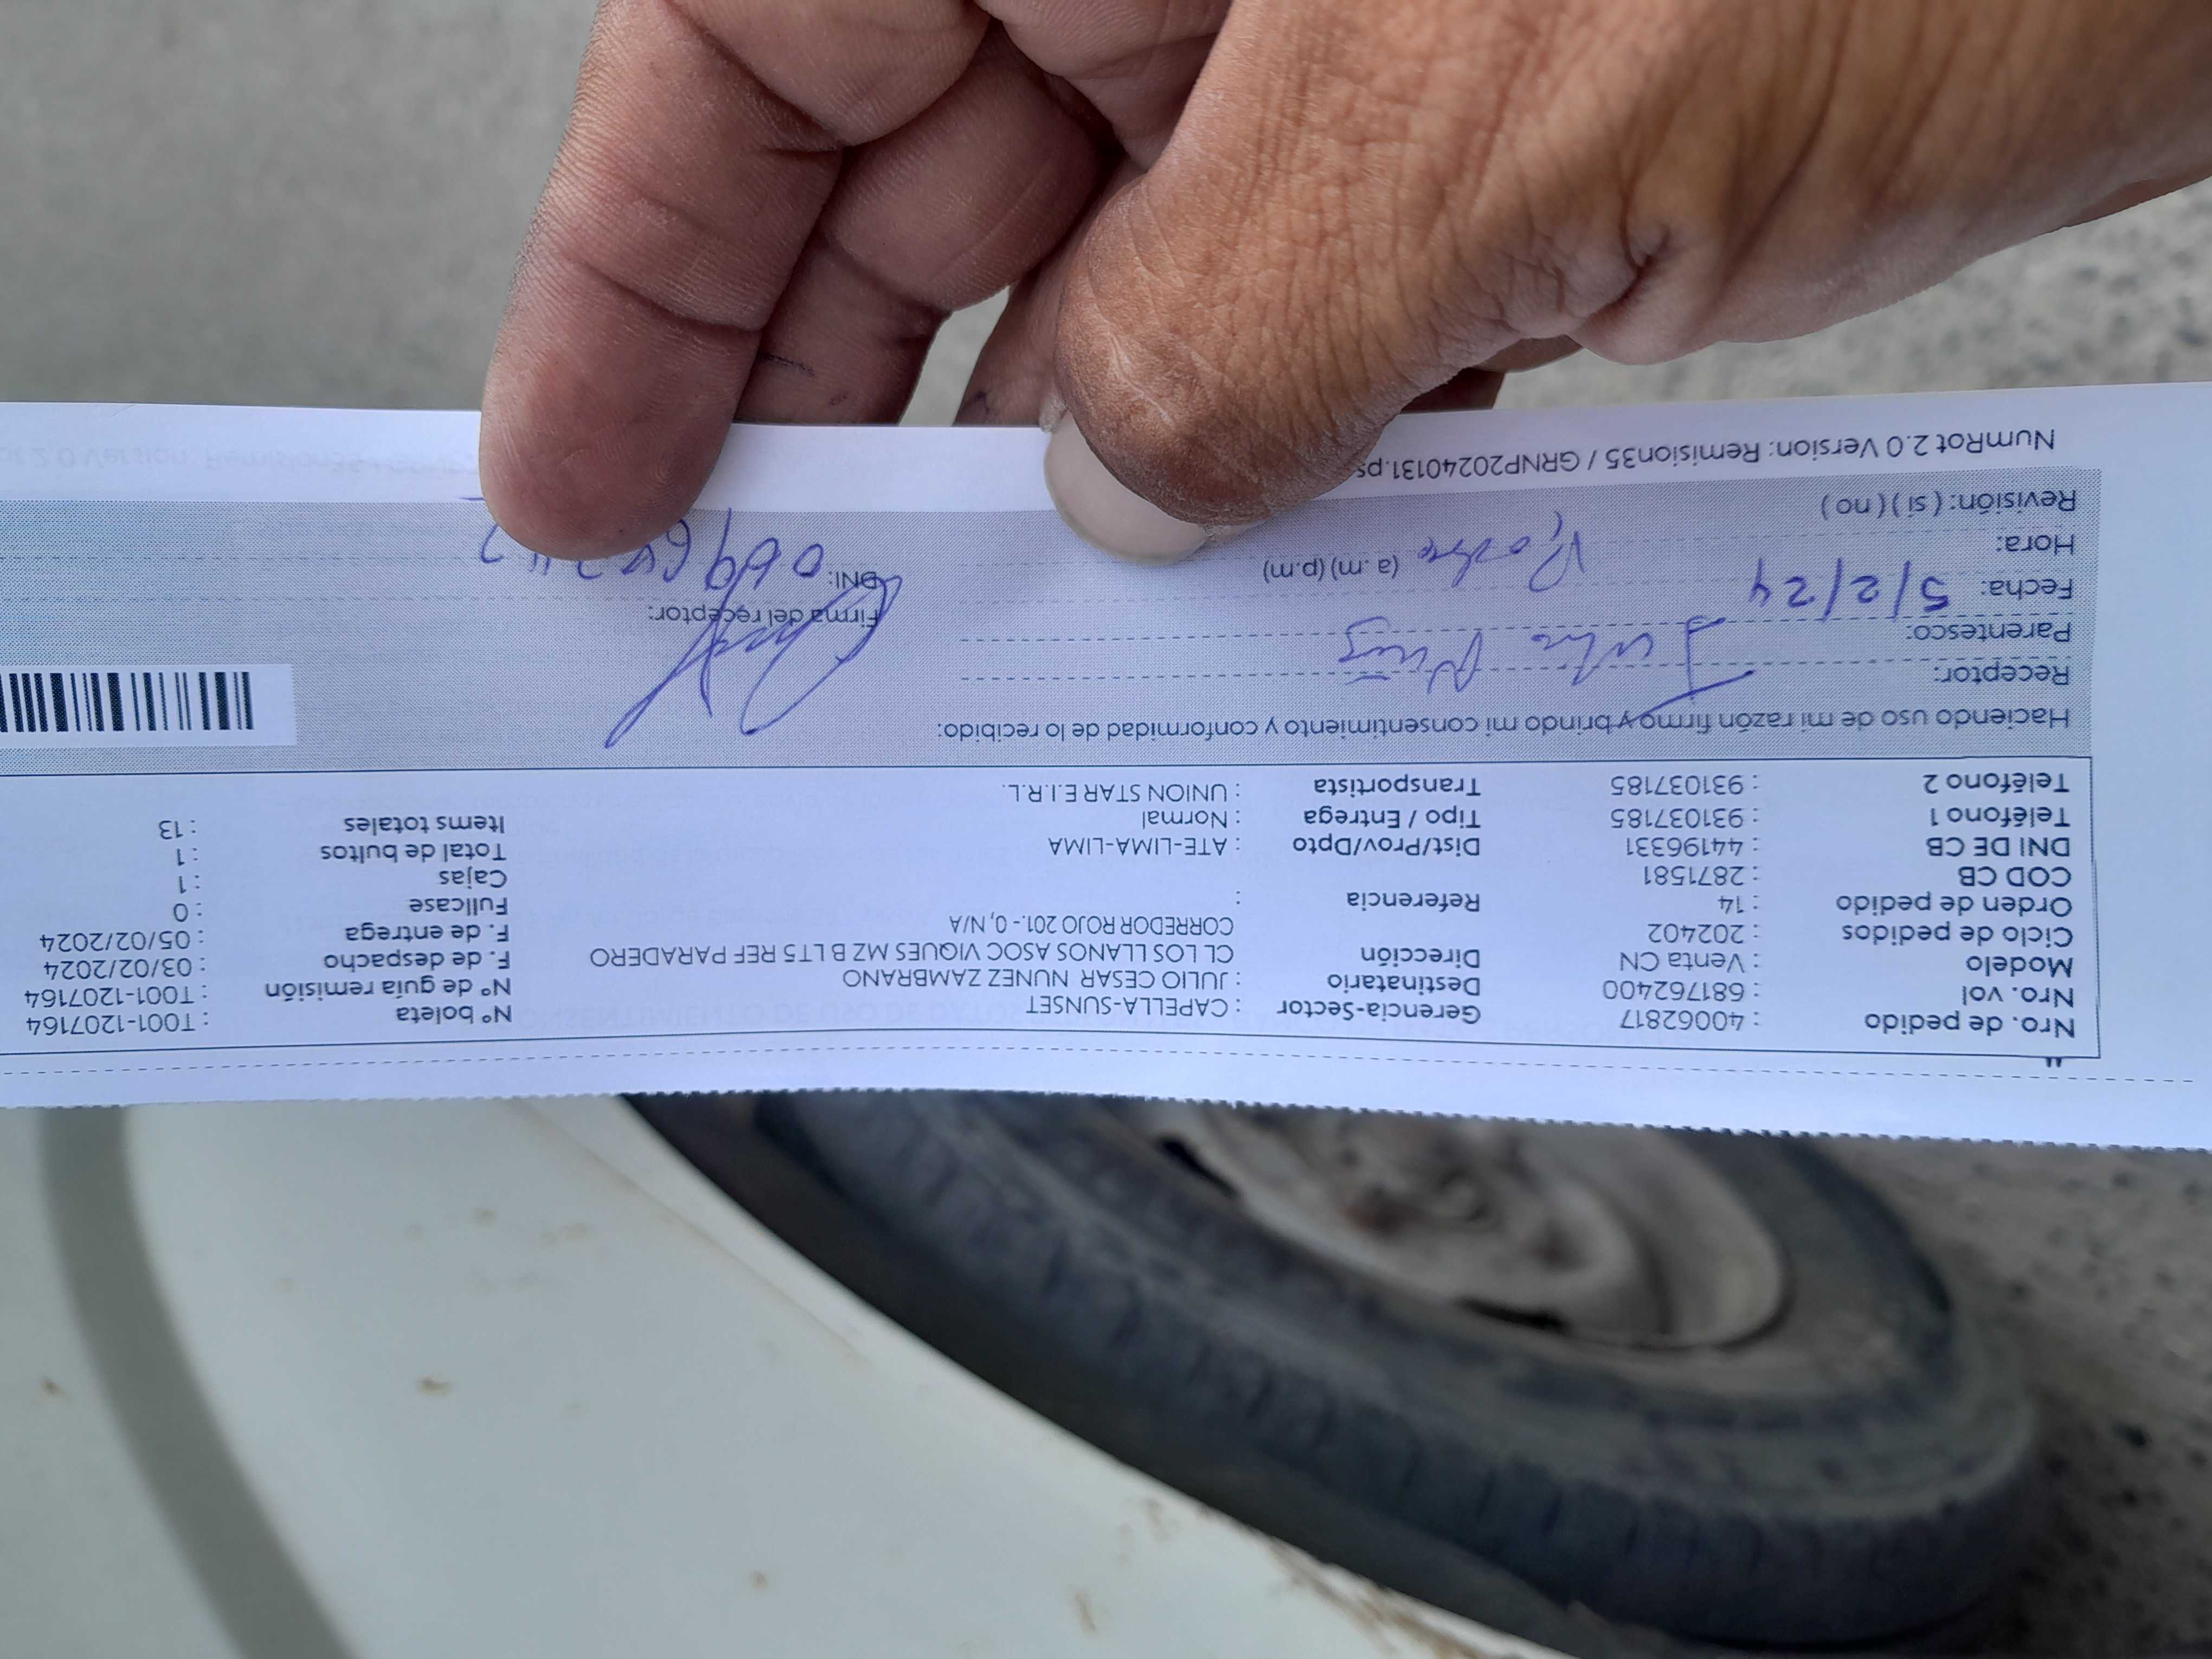 Nro. de pedido : 40062817 Gerencia-Sector : CAPELLA-SUNSET Nº boleta : T001-1207164
Nro. vol : 681762400 Destinatario : JULIO CESAR NUNEZ ZAMBRANO Nº de guía remisión : T001-1207164
Modelo : Venta CN Dirección CL LOS LLANOS ASOC VIQUES MZ B LT5 REF PARADERO F. de despacho : 03/02/2024
Ciclo de pedidos : 202402 CORREDOR ROJO 201.- 0, N/A F. de entrega : 05/02/2024
Orden de pedido : 14 Referencia : Fullcase : 0
COD CB : 2871581 Cajas : 1
DNI DE CB : 44196331 Dist/Prov/Dpto : ATE-LIMA-LIMA Total de bultos : 1
Teléfono 1 : 931037185 Tipo / Entrega : Normal Items totales : 13
Teléfono 2 : 931037185 Transportista : UNION STAR E.I.R.L.
Haciendo uso de mi razón firmo y brindo mi consentimiento y conformidad de lo recibido:
Receptor:
Parentesco: Firma del receptor:
Fecha: 5/2/24 DNI:
Hora: (a.m) (p.m)
Revisión: ( sí ) ( no )
NumRot 2.0 Version: Remision35 / GRNP20240131.ps